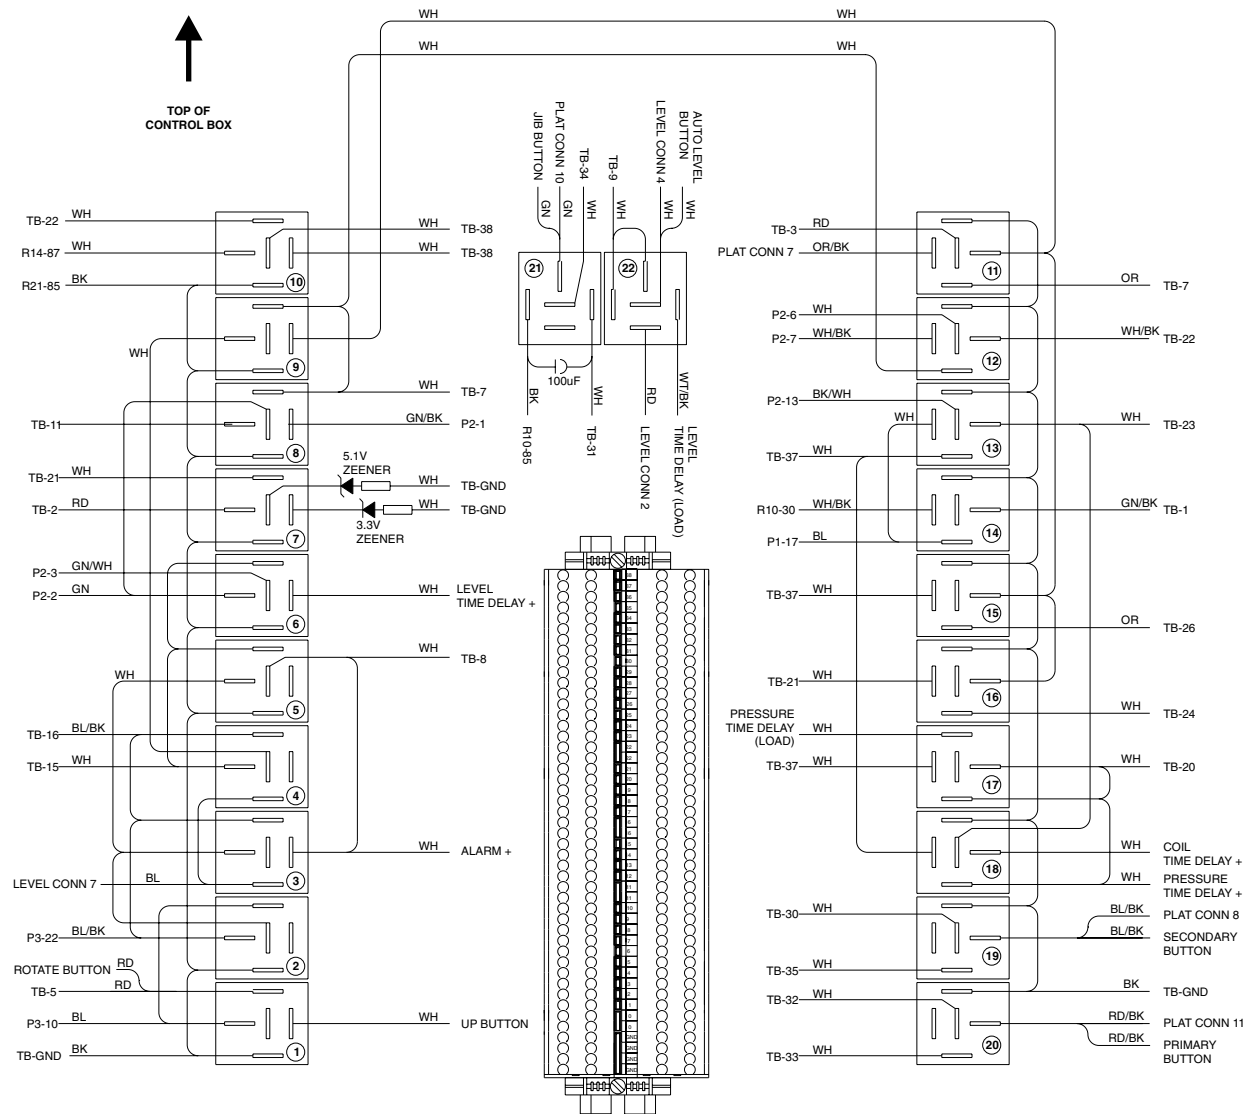 WH
WH
WH
WH
TOP OF
CONTROL BOX
JIB BUTTON
PLAT CONN 10
TB-34
TB-9
LEVEL CONN 4
AUTO LEVEL
BUTTON
GN
GN
WH
WH
WH
WH
21
22
100uF
BK
WH
RD
WT/BK
R10-85
TB-31
LEVEL CONN 2
LEVEL
TIME DELAY (LOAD)
TB-22 WH
WH TB-38
R14-87 WH
WH TB-38
R21-85 BK
10
WH
9
WH TB-7
TB-11
GN/BK P2-1
8
5.1V
ZEENER
TB-21 WH
WH TB-GND
TB-2 RD
WH TB-GND
3.3V
ZEENER
7
P2-3 GN/WH
P2-2 GN
WH LEVEL
TIME DELAY +
6
WH TB-8
WH
5
TB-16 BL/BK
TB-15 WH
4
WH ALARM +
LEVEL CONN 7 BL
3
P3-22 BL/BK
2
ROTATE BUTTON RD
TB-5 RD
P3-10 BL
WH UP BUTTON
TB-GND BK
1
TB-3 RD
PLAT CONN 7 OR/BK
11
OR TB-7
P2-6 WH
P2-7 WH/BK
WH/BK TB-22
12
P2-13 BK/WH
WH
WH TB-23
TB-37 WH
13
R10-30 WH/BK
GN/BK TB-1
P1-17 BL
14
TB-37 WH
15
OR TB-26
TB-21 WH
16
WH TB-24
PRESSURE
TIME DELAY
(LOAD)
WH
TB-37 WH
WH TB-20
17
WH COIL
TIME DELAY +
18
WH PRESSURE
TIME DELAY +
TB-30 WH
BL/BK PLAT CONN 8
BL/BK SECONDARY
BUTTON
TB-35 WH
19
BK TB-GND
TB-32 WH
RD/BK PLAT CONN 11
RD/BK PRIMARY
BUTTON
TB-33 WH
20
GND
GND
GND
GND